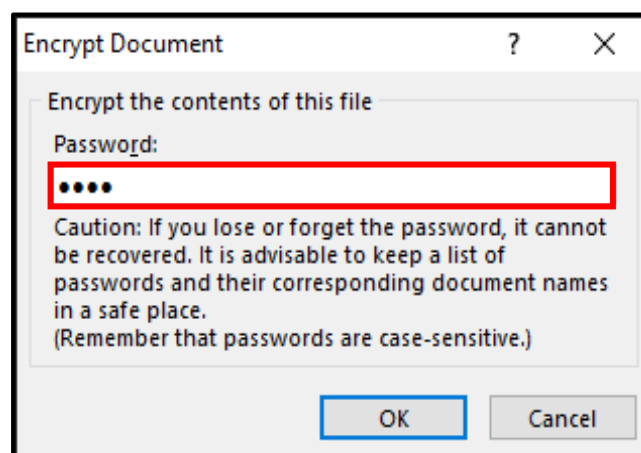 Encrypt Document ?
Encrypt the contents of this file
Password:
••••
Caution: If you lose or forget the password, it cannot
be recovered. It is advisable to keep a list of
passwords and their corresponding document names
in a safe place.
(Remember that passwords are case-sensitive.)
OK Cancel